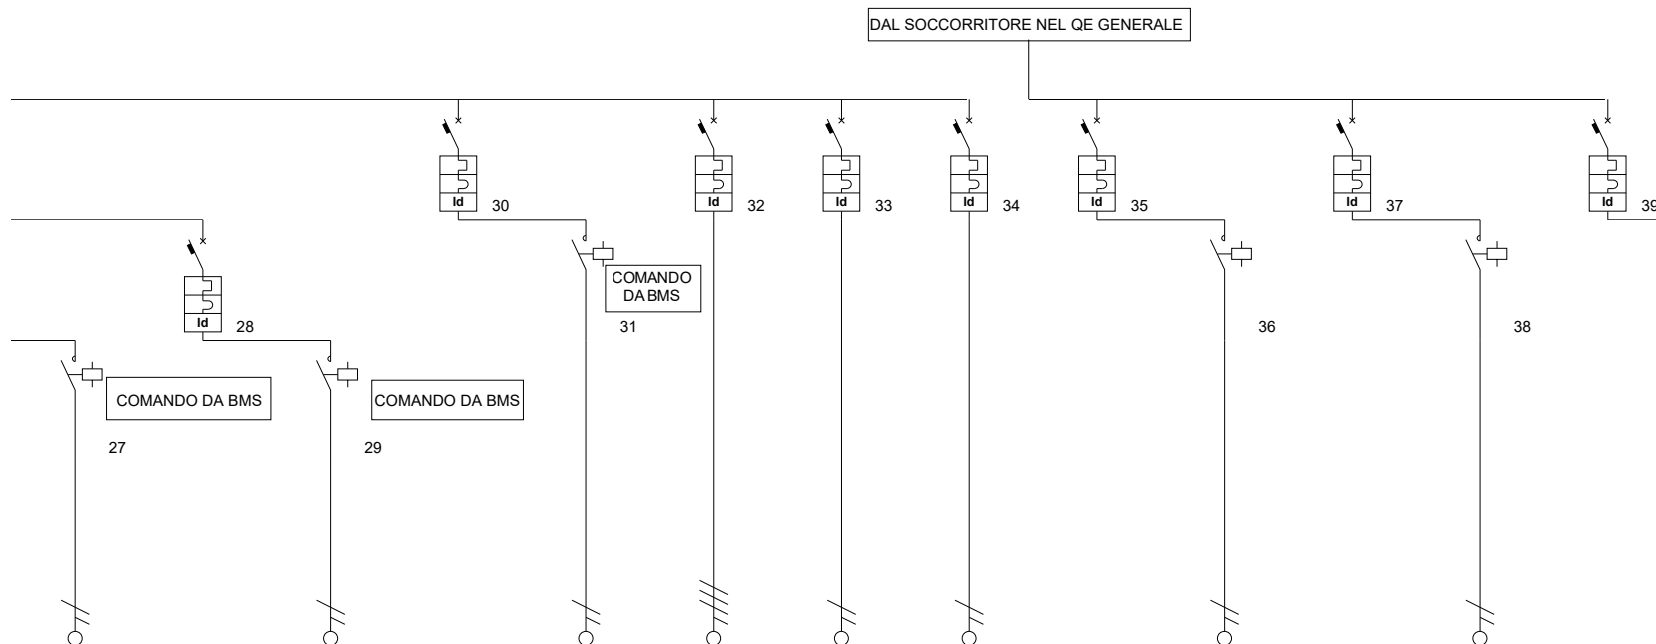 DAL SOCCORRITORE NEL QE GENERALE
Id
30
Id
32
Id
33
Id
34
Id
35
Id
37
Id
39
COMANDO
DA BMS
31
36
38
Id
28
COMANDO DA BMS
27
COMANDO DA BMS
29